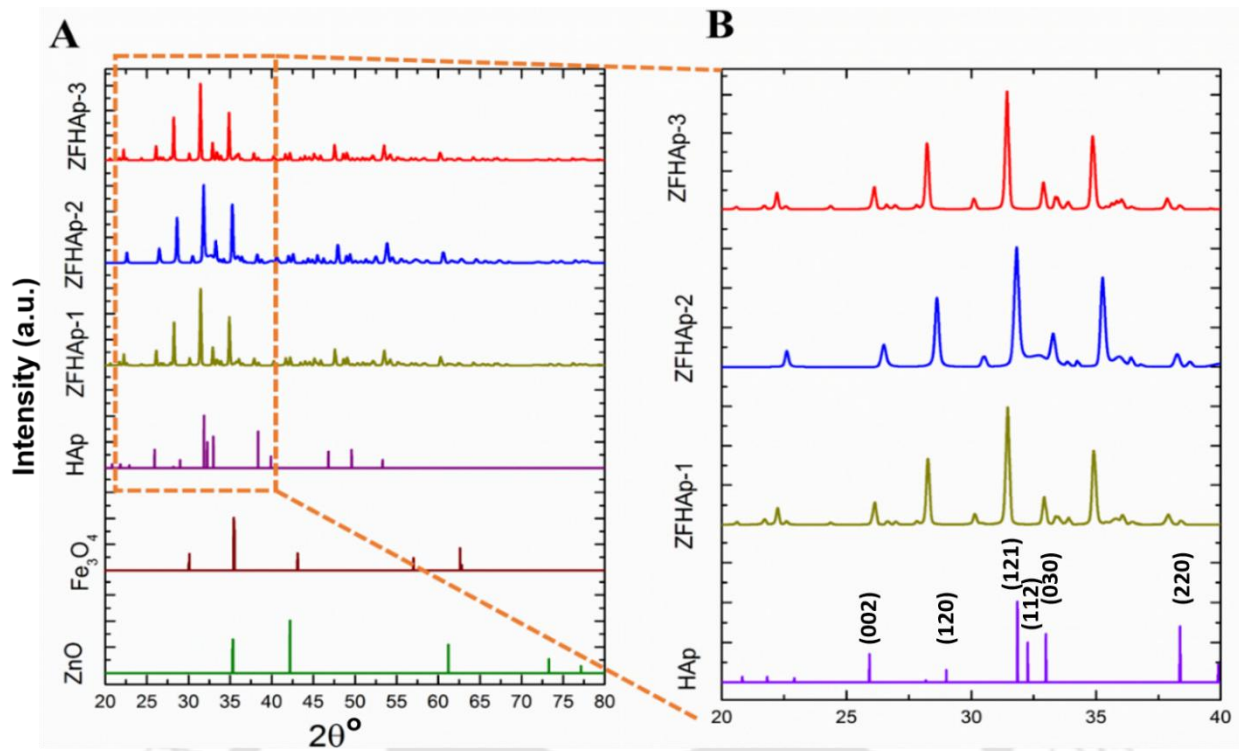 A
B
Intensity (a.u.)
ZFHAp-3
ZFHAp-2
ZFHAp-1
HAp
Fe₃O₄
ZnO
20 25 30 35 40 45 50 55 60 65 70 75 80
2θ°
ZFHAp-3
ZFHAp-2
ZFHAp-1
HAp
(002)
(120)
(121)
(112)
(030)
(220)
20 25 30 35 40